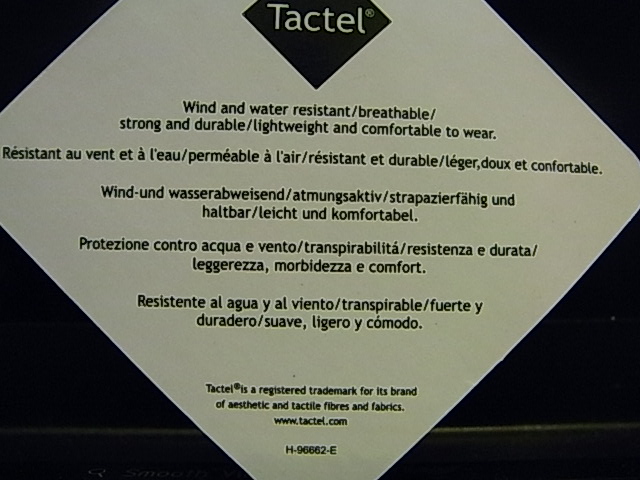 Tactel®
Wind and water resistant/breathable/
strong and durable/lightweight and comfortable to wear.
Résistant au vent et à l'eau/perméable à l'air/résistant et durable/léger,doux et confortable.
Wind-und wasserabweisend/atmungsaktiv/strapazierfähig und
haltbar/leicht und komfortabel.
Protezione contro acqua e vento/transpirabilitá/resistenza e durata/
leggerezza, morbidezza e comfort.
Resistente al agua y al viento/transpirable/fuerte y
duradero/suave, ligero y cómodo.
Tactel®is a registered trademark for its brand
of aesthetic and tactile fibres and fabrics.
www.tactel.com
H-96662-E
Smooth